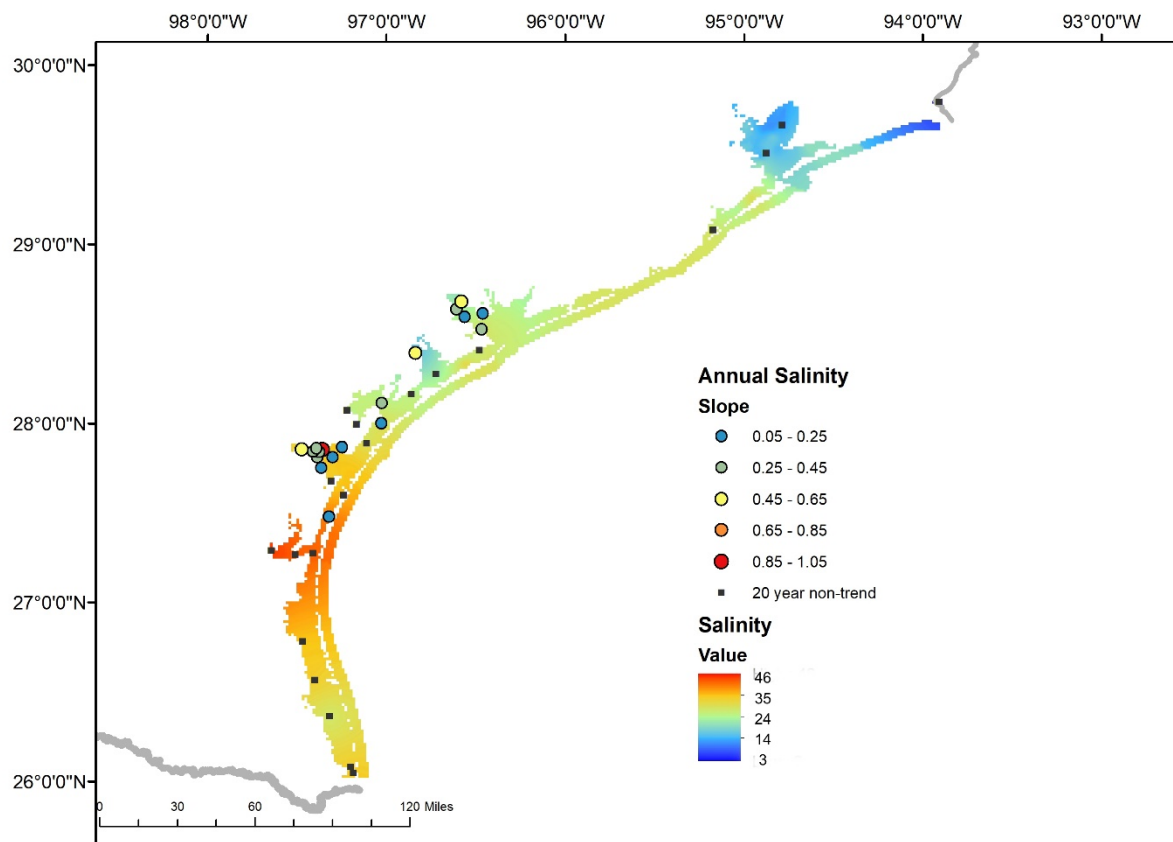 98°0'0"W 97°0'0"W 96°0'0"W 95°0'0"W 94°0'0"W 93°0'0"W
30°0'0"N
29°0'0"N
28°0'0"N
27°0'0"N
26°0'0"N
Annual Salinity
Slope
0.05 - 0.25
0.25 - 0.45
0.45 - 0.65
0.65 - 0.85
0.85 - 1.05
20 year non-trend
Salinity
Value
46
35
24
14
3
0 30 60 120 Miles